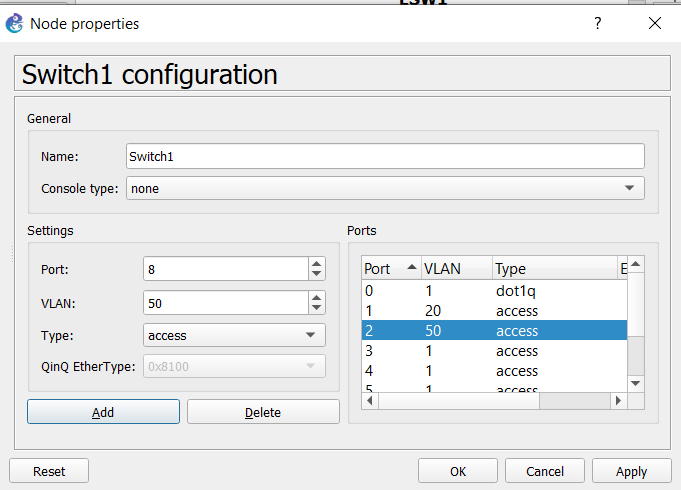 Node properties
?
Switch1 configuration
General
Name: Switch1
Console type: none
Settings
Port: 8
VLAN: 50
Type: access
QinQ EtherType: 0x8100
Add Delete
Ports
Port VLAN Type E
0 1 dot1q
1 20 access
2 50 access
3 1 access
4 1 access
5 1 access
Reset OK Cancel Apply